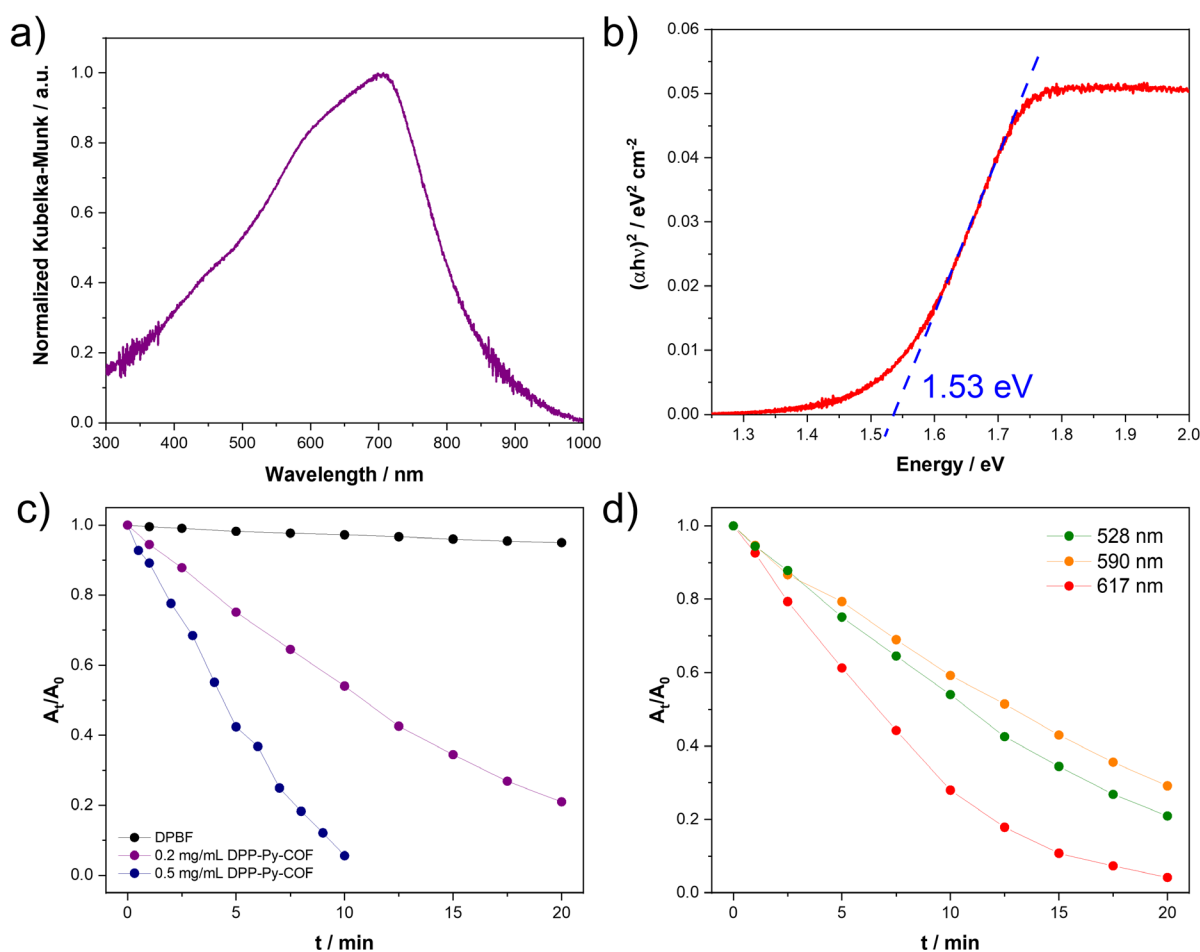 a)
Normalized Kubelka-Munk / a.u.
1.0
0.8
0.6
0.4
0.2
0.0
300 400 500 600 700 800 900 1000
Wavelength / nm
b)
(αhν)² / eV² cm⁻²
0.06
0.05
0.04
0.03
0.02
0.01
0.00
1.53 eV
1.3 1.4 1.5 1.6 1.7 1.8 1.9 2.0
Energy / eV
c)
Aₜ/A₀
1.0
0.8
0.6
0.4
0.2
0.0
DPBF
0.2 mg/mL DPP-Py-COF
0.5 mg/mL DPP-Py-COF
0 5 10 15 20
t / min
d)
Aₜ/A₀
1.0
0.8
0.6
0.4
0.2
0.0
528 nm
590 nm
617 nm
0 5 10 15 20
t / min